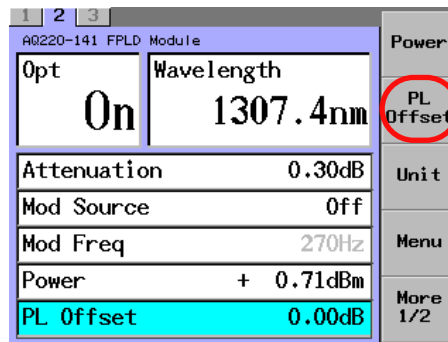 1 2 3
AQ220-141 FPLD Module
Opt
On
Wavelength
1307.4nm
Attenuation 0.30dB
Mod Source Off
Mod Freq 270Hz
Power + 0.71dBm
PL Offset 0.00dB
Power
PL
Offset
Unit
Menu
More
1/2